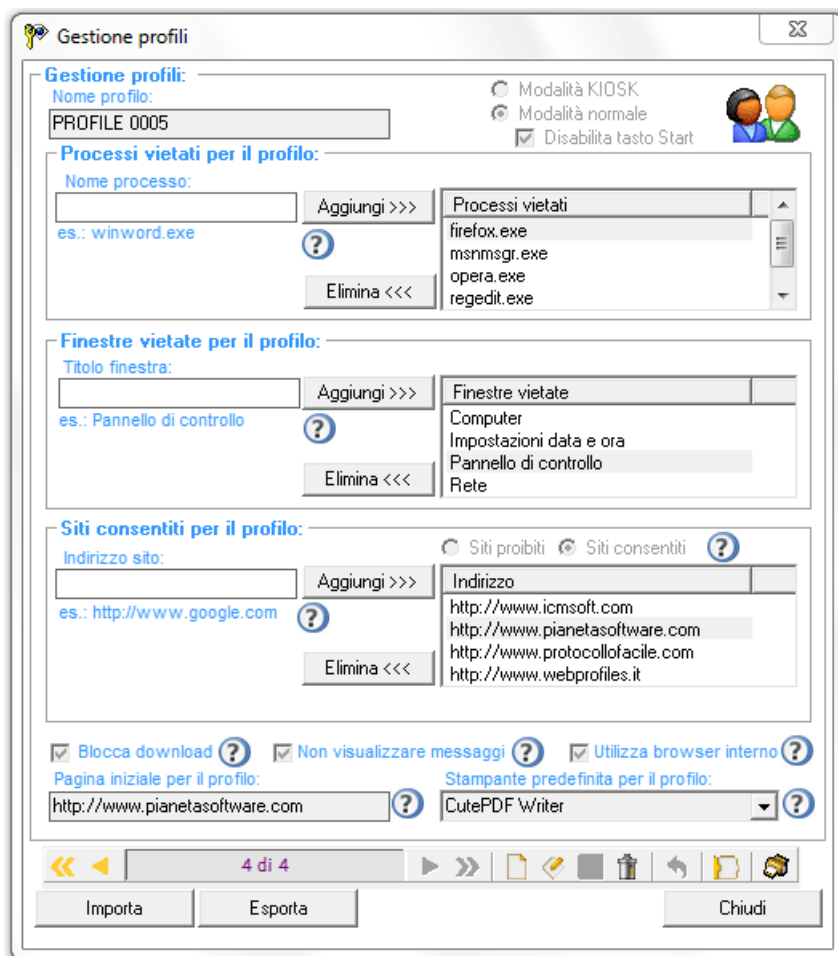 Gestione profili
Gestione profili:
Nome profilo:
PROFILE 0005
Modalità KIOSK
Modalità normale
Disabilita tasto Start
Processi vietati per il profilo:
Nome processo:
Aggiungi >>>
es.: winword.exe
Elimina <<<
Processi vietati
firefox.exe
msnmsgr.exe
opera.exe
regedit.exe
Finestre vietate per il profilo:
Titolo finestra:
Aggiungi >>>
es.: Pannello di controllo
Elimina <<<
Finestre vietate
Computer
Impostazioni data e ora
Pannello di controllo
Rete
Siti consentiti per il profilo:
Siti proibiti Siti consentiti
Indirizzo sito:
Aggiungi >>>
es.: http://www.google.com
Elimina <<<
Indirizzo
http://www.icmsoft.com
http://www.pianetasoftware.com
http://www.protocollofacile.com
http://www.webprofiles.it
Blocca download Non visualizzare messaggi Utilizza browser interno
Pagina iniziale per il profilo:
http://www.pianetasoftware.com
Stampante predefinita per il profilo:
CutePDF Writer
4 di 4
Importa Esporta Chiudi